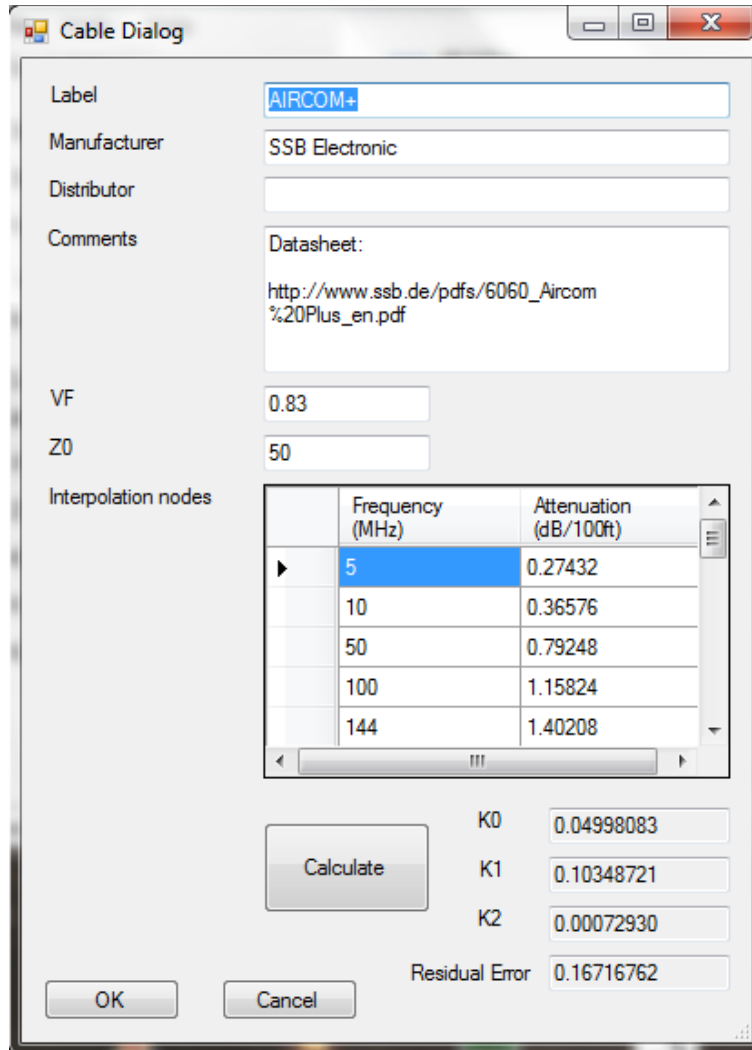 Cable Dialog
Label
AIRCOM+
Manufacturer
SSB Electronic
Distributor
Comments
Datasheet:
http://www.ssb.de/pdfs/6060_Aircom
%20Plus_en.pdf
VF
0.83
Z0
50
Interpolation nodes
Frequency
(MHz)
Attenuation
(dB/100ft)
5 0.27432
10 0.36576
50 0.79248
100 1.15824
144 1.40208
Calculate
K0 0.04998083
K1 0.10348721
K2 0.00072930
Residual Error 0.16716762
OK
Cancel